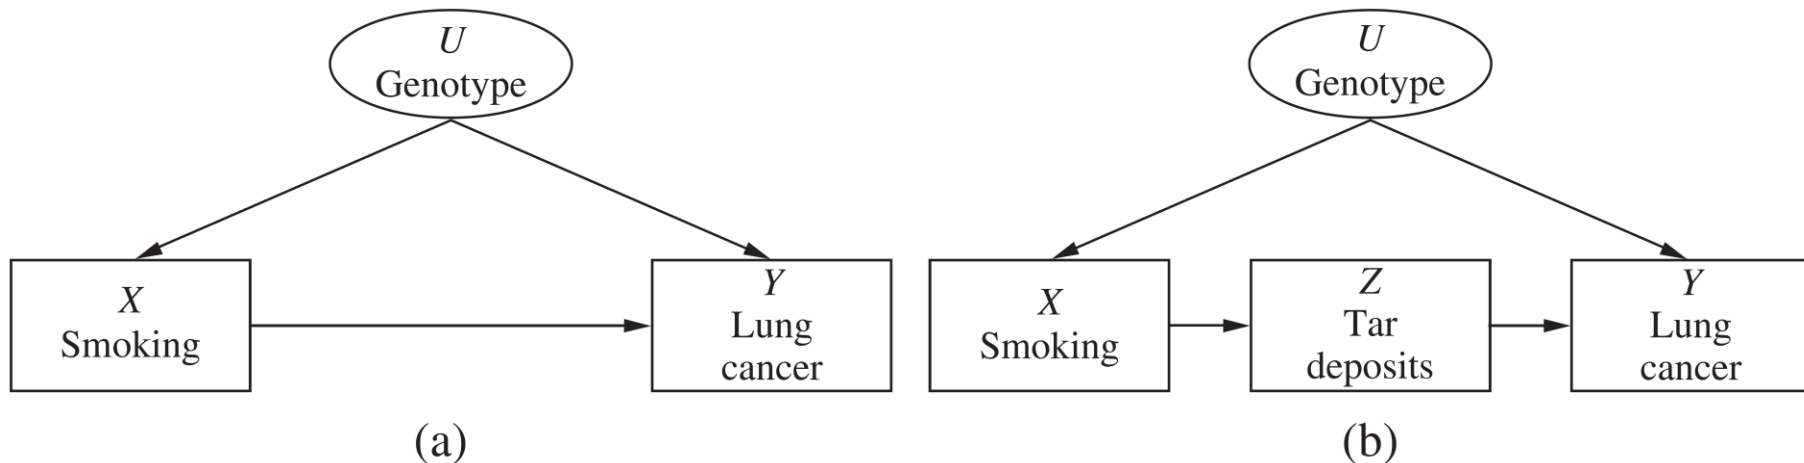 U
Genotype
X
Smoking
Y
Lung
cancer
(a)
U
Genotype
X
Smoking
Z
Tar
deposits
Y
Lung
cancer
(b)